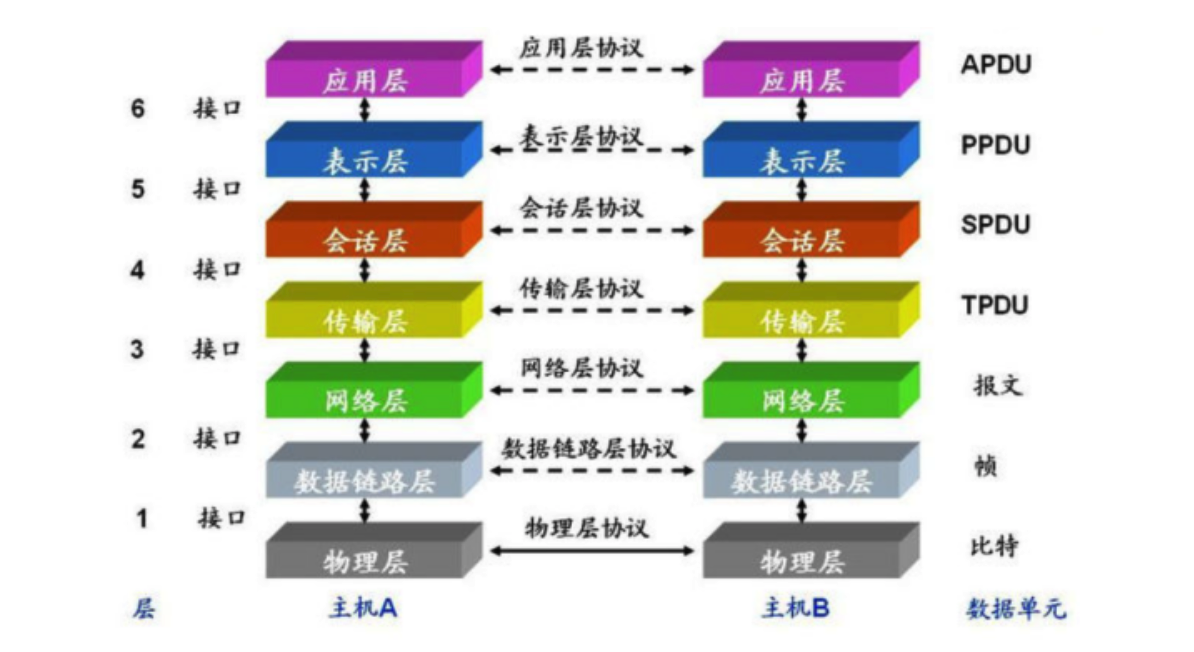 应用层协议
应用层 应用层 APDU
6 接口
表示层协议
表示层 表示层 PPDU
5 接口
会话层协议
会话层 会话层 SPDU
4 接口
传输层协议
传输层 传输层 TPDU
3 接口
网络层协议
网络层 网络层 报文
2 接口
数据链路层协议
数据链路层 数据链路层 帧
1 接口
物理层协议
物理层 物理层 比特
层 主机A 主机B 数据单元